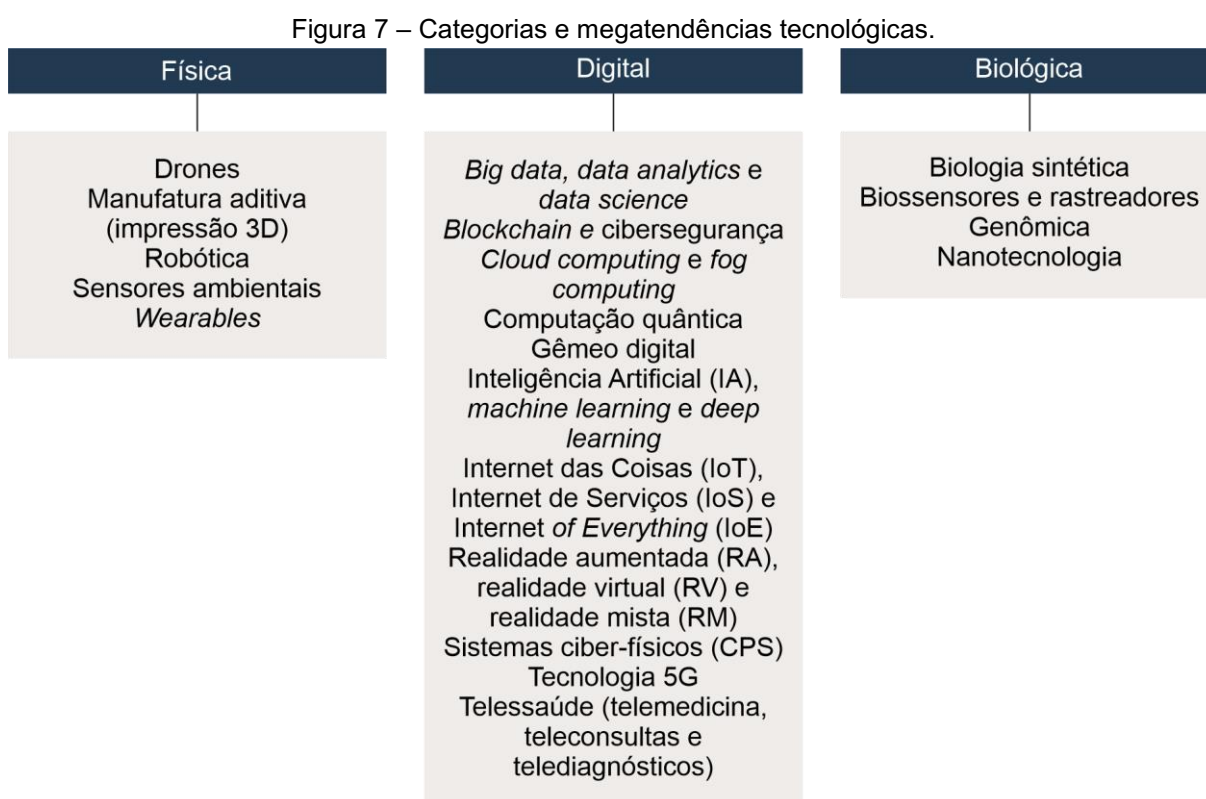 Figura 7 – Categorias e megatendências tecnológicas.
Física
Drones
Manufatura aditiva
(impressão 3D)
Robótica
Sensores ambientais
Wearables
Digital
Big data, data analytics e
data science
Blockchain e cibersegurança
Cloud computing e fog
computing
Computação quântica
Gêmeo digital
Inteligência Artificial (IA),
machine learning e deep
learning
Internet das Coisas (IoT),
Internet de Serviços (IoS) e
Internet of Everything (IoE)
Realidade aumentada (RA),
realidade virtual (RV) e
realidade mista (RM)
Sistemas ciber-físicos (CPS)
Tecnologia 5G
Telessaúde (telemedicina,
teleconsultas e
telediagnósticos)
Biológica
Biologia sintética
Biossensores e rastreadores
Genômica
Nanotecnologia